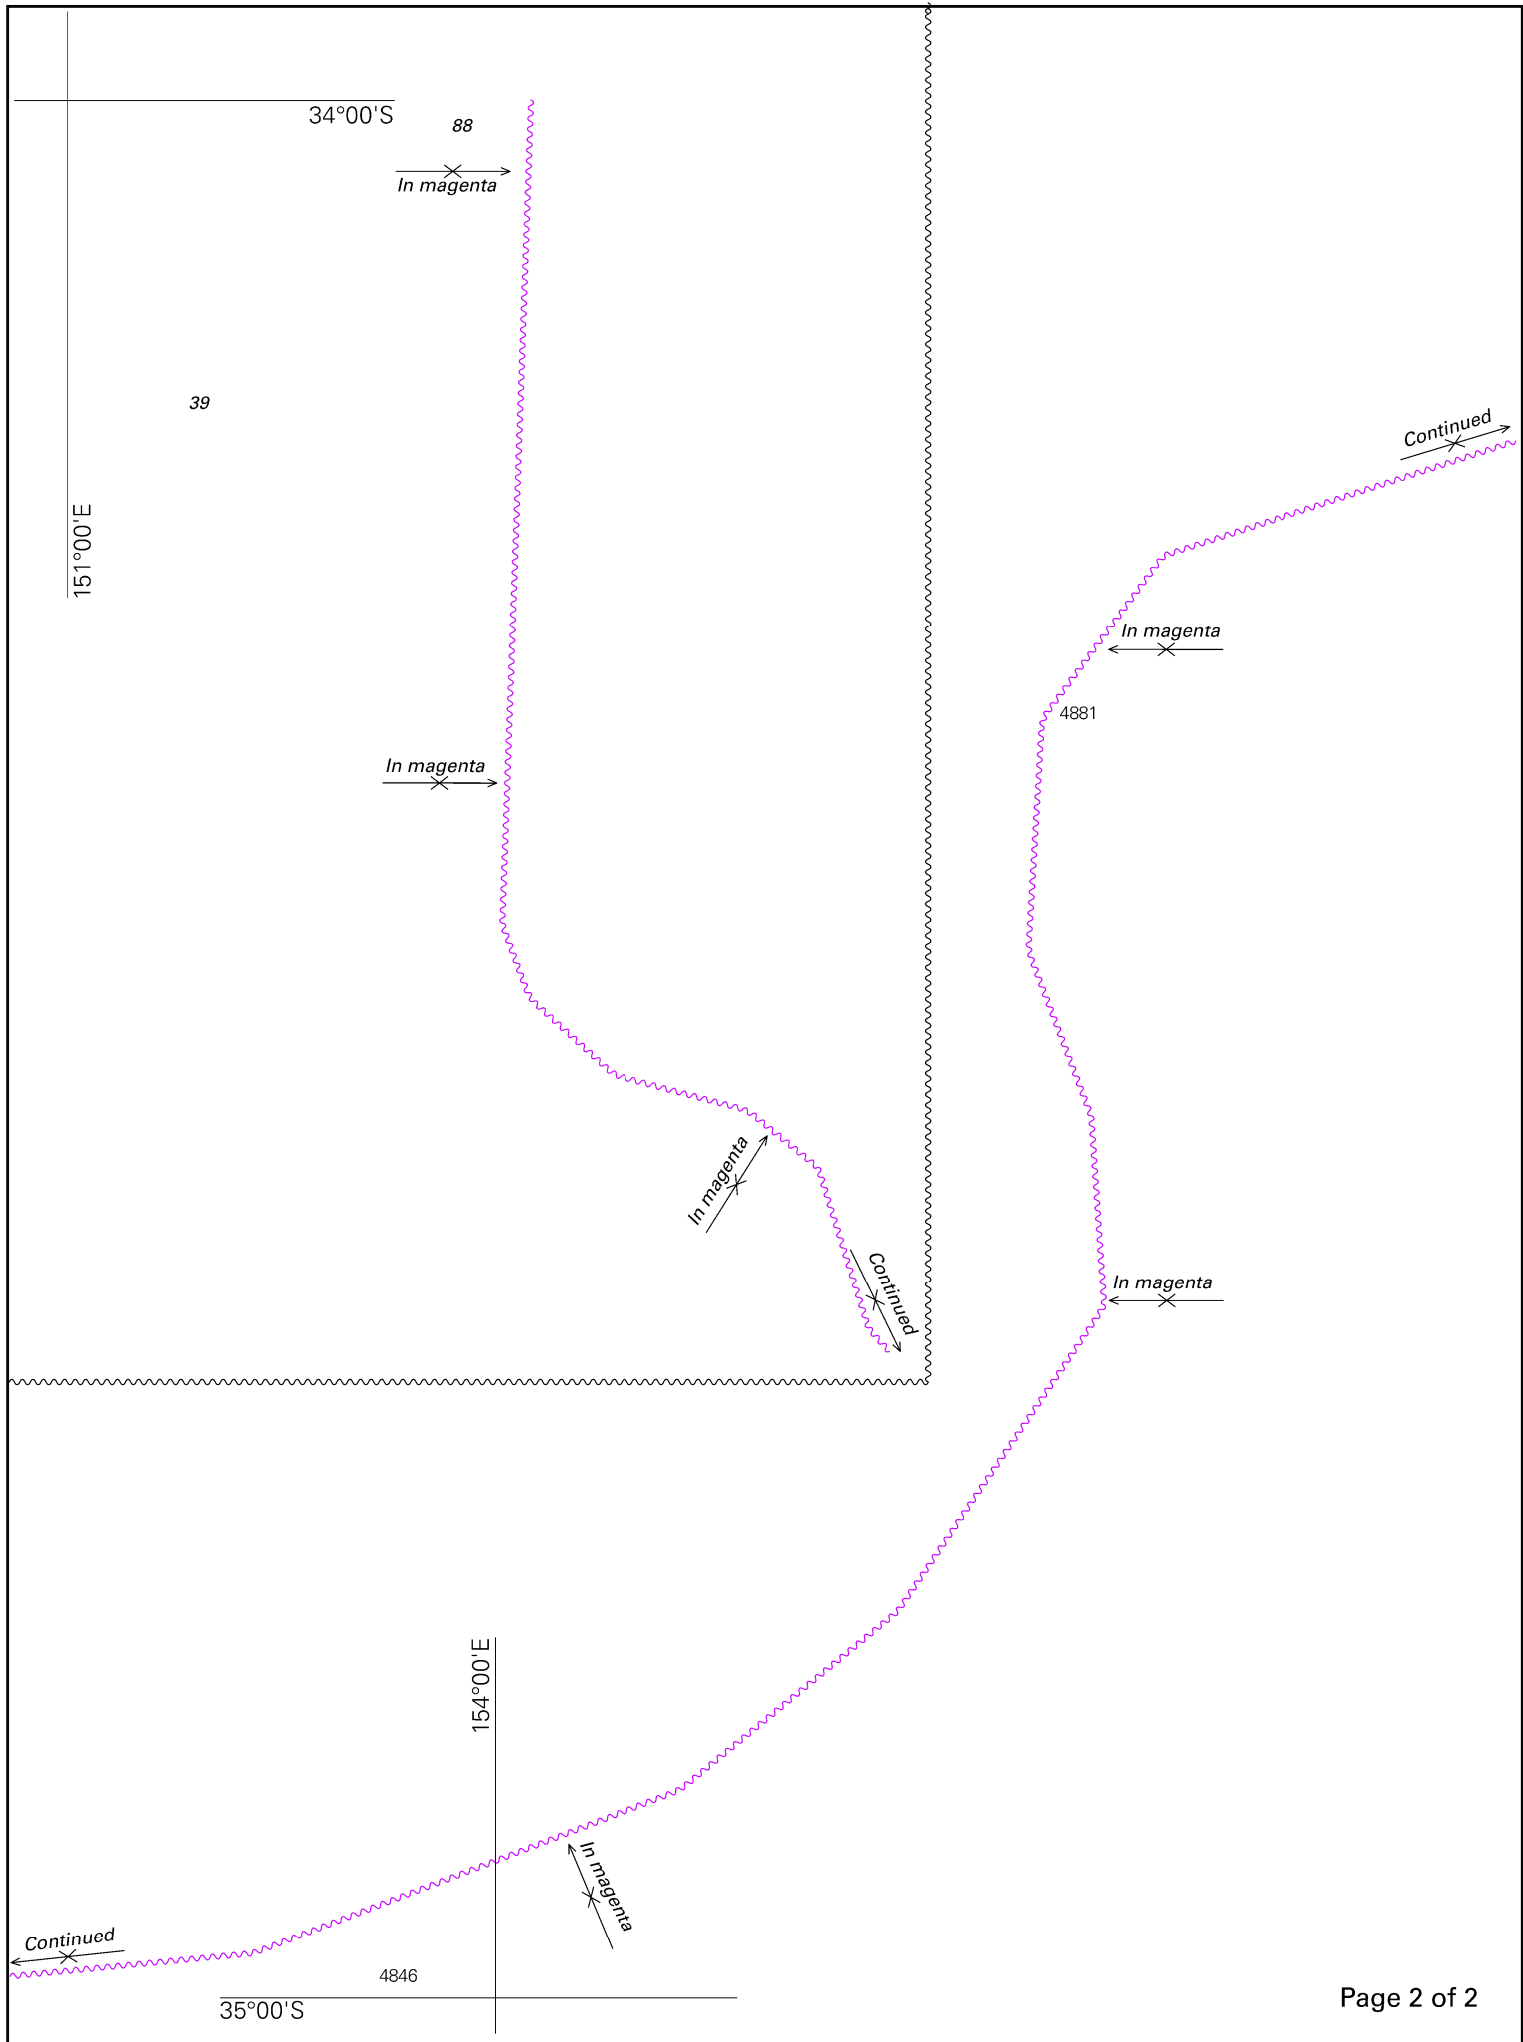 34°00'S
88
In magenta
39
Continued
151°00'E
In magenta
4881
In magenta
In magenta
Continued
In magenta
154°00'E
In magenta
Continued
4846
35°00'S
Page 2 of 2